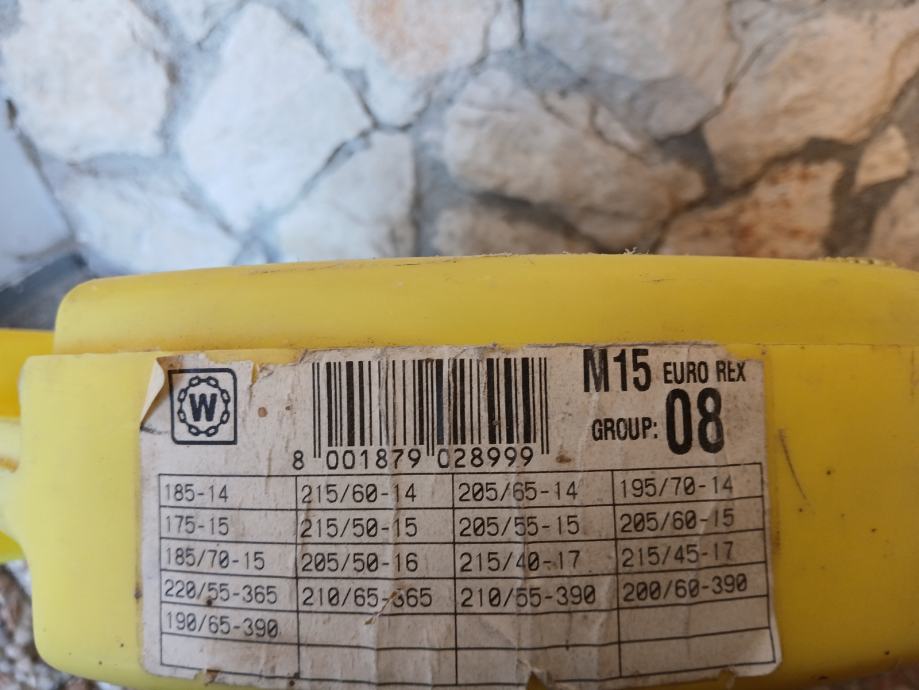 W
8 001879 028999
M15 EURO REX
GROUP: 08
185-14 215/60-14 205/65-14 195/70-14
175-15 215/50-15 205/55-15 205/60-15
185/70-15 205/50-16 215/40-17 215/45-17
220/55-365 210/65-365 210/55-390 200/60-390
190/65-390